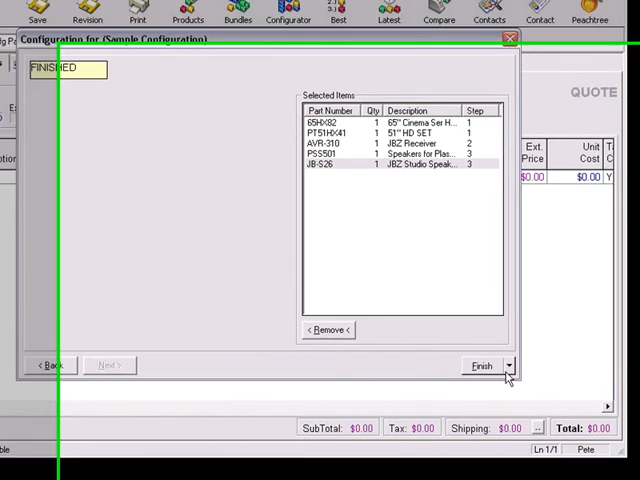 Save Revision Print Products Bundles Configurator Best Latest Compare Contacts Contact Peachtree
Configuration for (Sample Configuration)
FINISHED
QUOTE
Selected Items
Part Number Qty Description Step
65HX82 1 65" Cinema Ser H... 1
PT51HX41 1 51" HD SET 1
AVR-310 1 JBZ Receiver 2
PSS501 1 Speakers for Plas... 3
JB-S26 1 JBZ Studio Speak... 3
Ext. Price Unit Cost
$0.00 $0.00 Y
< Remove <
< Back Next > Finish
SubTotal: $0.00 Tax: $0.00 Shipping: $0.00 ... Total: $0.00
Ln 1/1 Pete